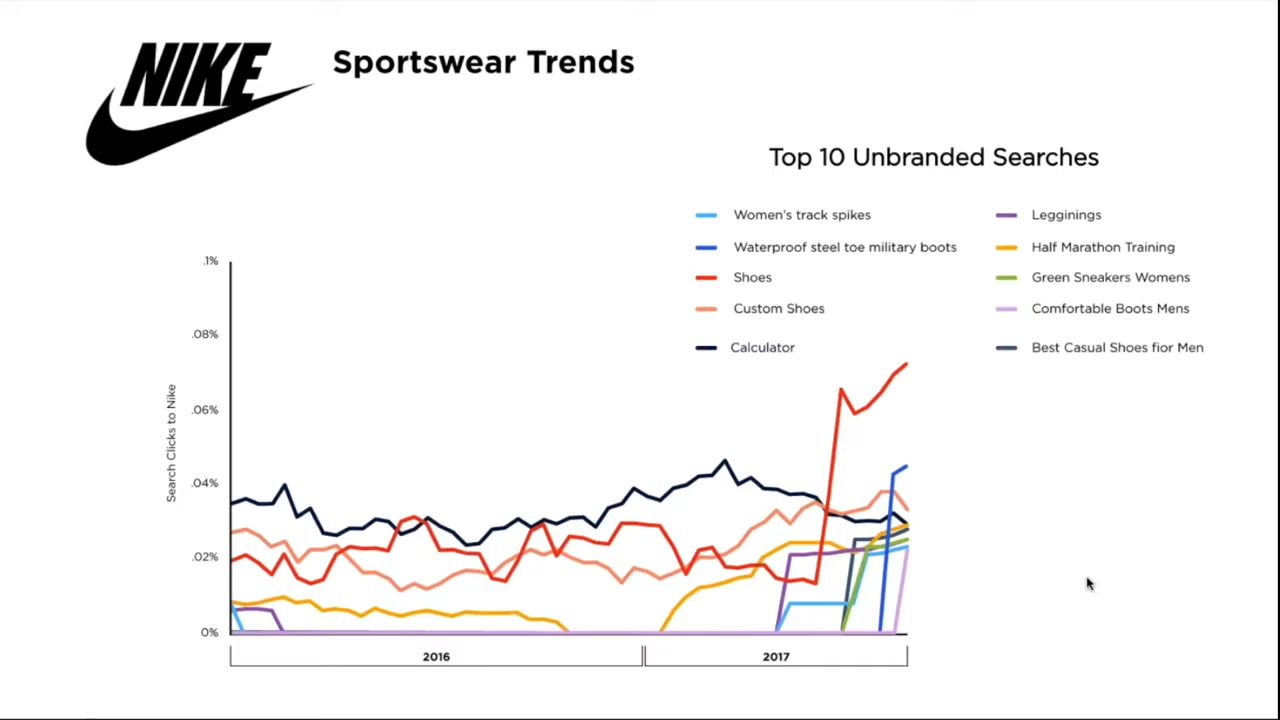 NIKE
Sportswear Trends
Top 10 Unbranded Searches
Women's track spikes
Legginings
Waterproof steel toe military boots
Half Marathon Training
Shoes
Green Sneakers Womens
Custom Shoes
Comfortable Boots Mens
Calculator
Best Casual Shoes fior Men
.1%
.08%
.06%
.04%
.02%
0%
Search Clicks to Nike
2016
2017